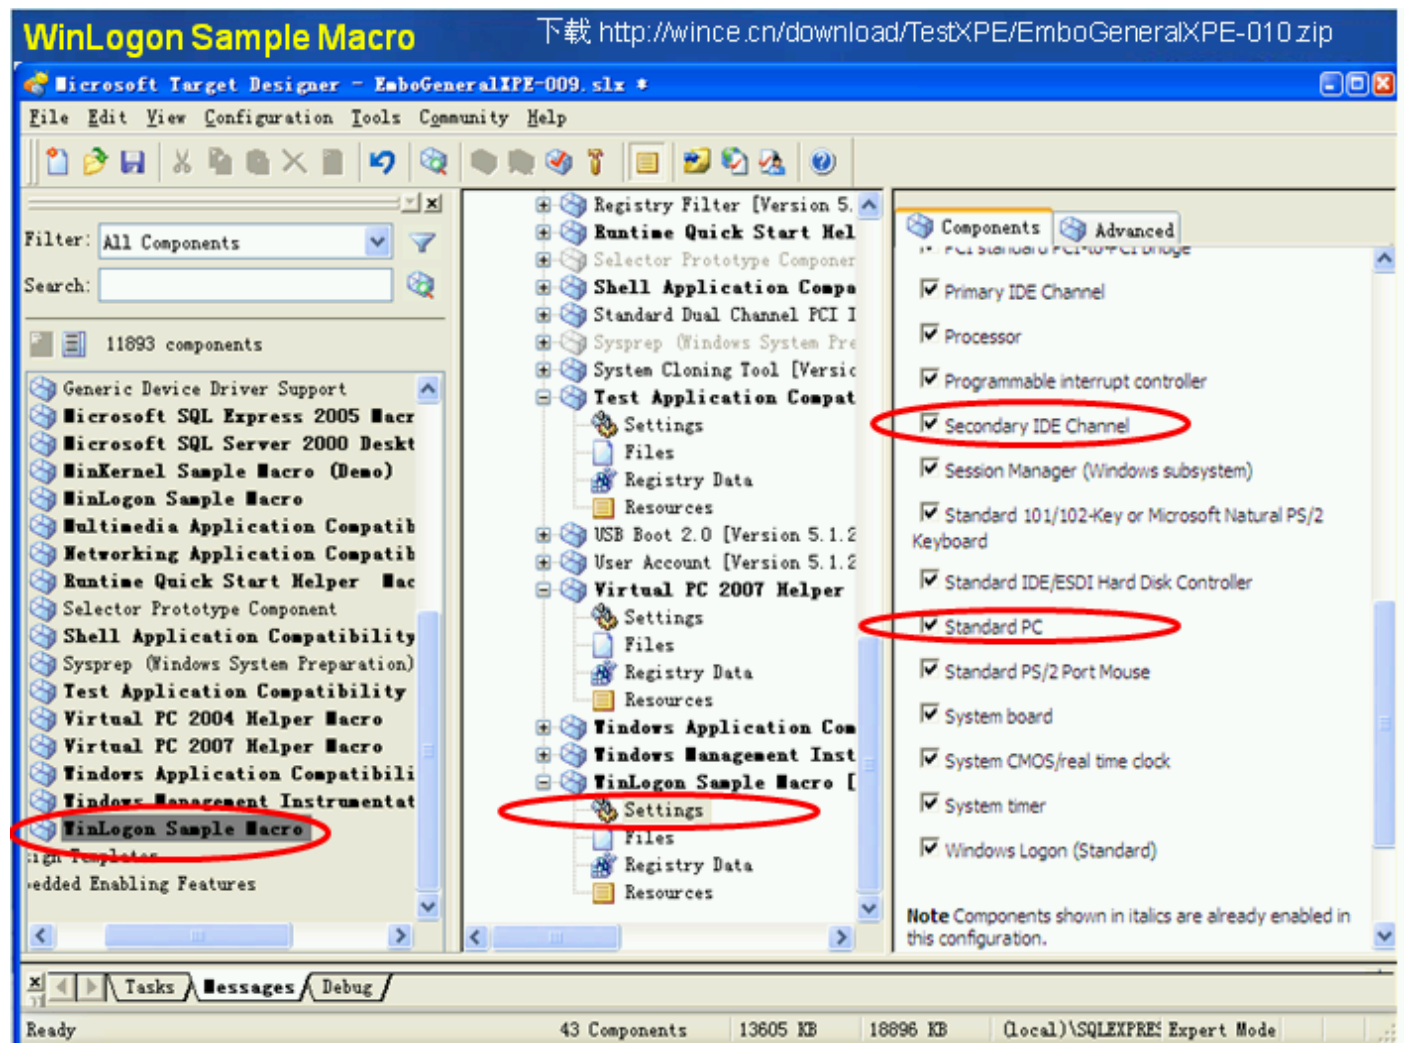 WinLogon Sample Macro
下载 http://wince.cn/download/TestXPE/EmboGeneralXPE-010.zip
Microsoft Target Designer - EmboGeneralXPE-009.slx *
File Edit View Configuration Tools Community Help
Filter: All Components
Search:
11893 components
Generic Device Driver Support
Microsoft SQL Express 2005 Macr
Microsoft SQL Server 2000 Deskt
MinKernel Sample Macro (Demo)
MinLogon Sample Macro
Multimedia Application Compatib
Networking Application Compatib
Runtime Quick Start Helper Mac
Selector Prototype Component
Shell Application Compatibility
Sysprep (Windows System Preparation)
Test Application Compatibility
Virtual PC 2004 Helper Macro
Virtual PC 2007 Helper Macro
Windows Application Compatibili
Windows Management Instrumentat
WinLogon Sample Macro
ign Templates
edded Enabling Features
Registry Filter [Version 5.
Runtime Quick Start Hel
Selector Prototype Componer
Shell Application Compa
Standard Dual Channel PCI I
Sysprep (Windows System Pre
System Cloning Tool [Versic
Test Application Compat
Settings
Files
Registry Data
Resources
USB Boot 2.0 [Version 5.1.2
User Account [Version 5.1.2
Virtual PC 2007 Helper
Settings
Files
Registry Data
Resources
Windows Application Com
Windows Management Inst
WinLogon Sample Macro [
Settings
Files
Registry Data
Resources
Components Advanced
PCI standard PCI-to-PCI bridge
Primary IDE Channel
Processor
Programmable interrupt controller
Secondary IDE Channel
Session Manager (Windows subsystem)
Standard 101/102-Key or Microsoft Natural PS/2
Keyboard
Standard IDE/ESDI Hard Disk Controller
Standard PC
Standard PS/2 Port Mouse
System board
System CMOS/real time clock
System timer
Windows Logon (Standard)
Note Components shown in italics are already enabled in
this configuration.
Tasks Messages Debug
Ready 43 Components 13605 KB 18896 KB (local)\SQLEXPRES Expert Mode